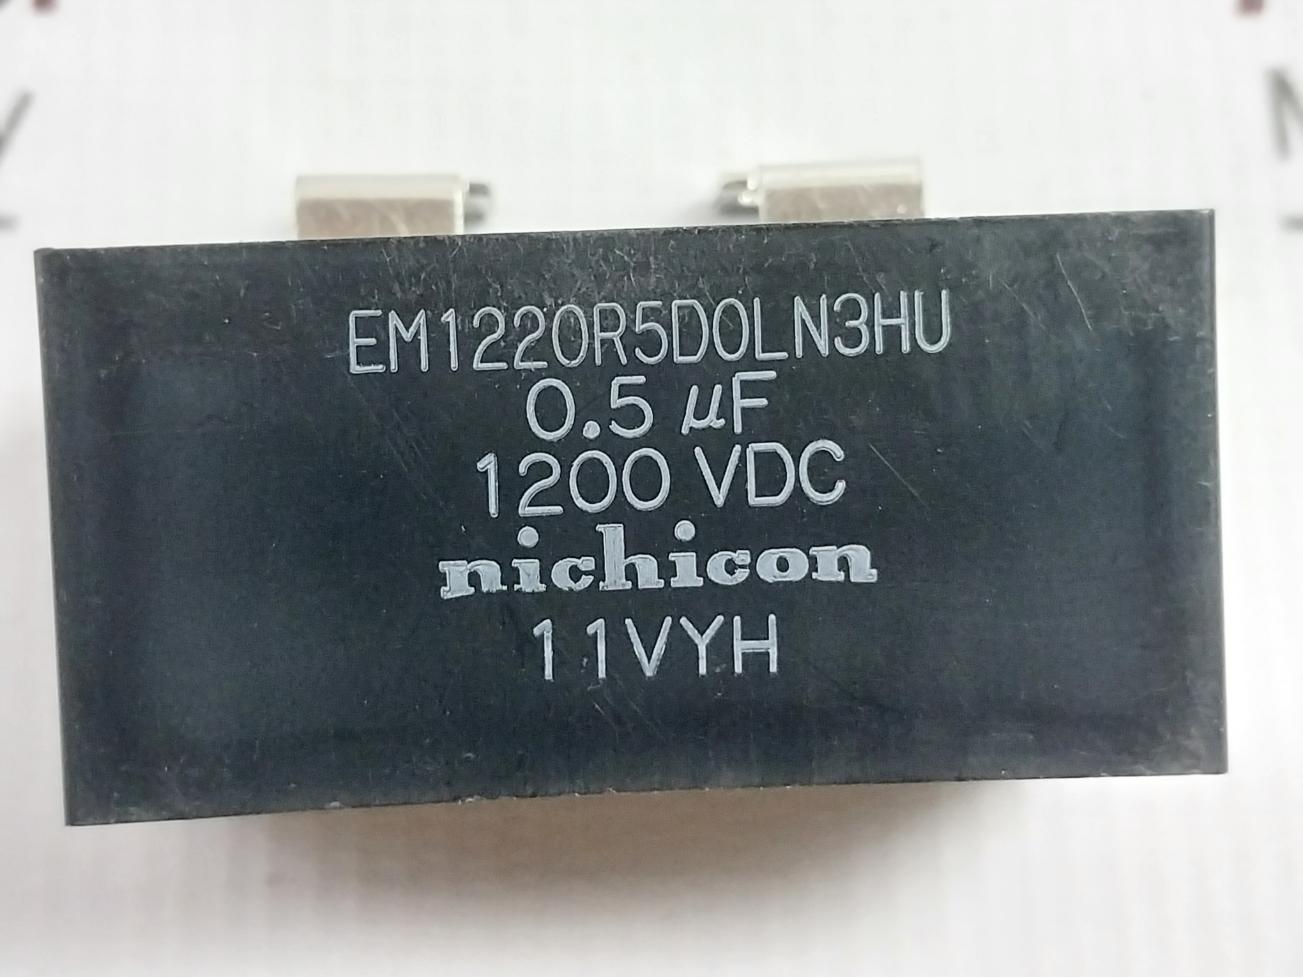 EM1220R5D0LN3HU
0.5 µF
1200 VDC
nichicon
11VYH